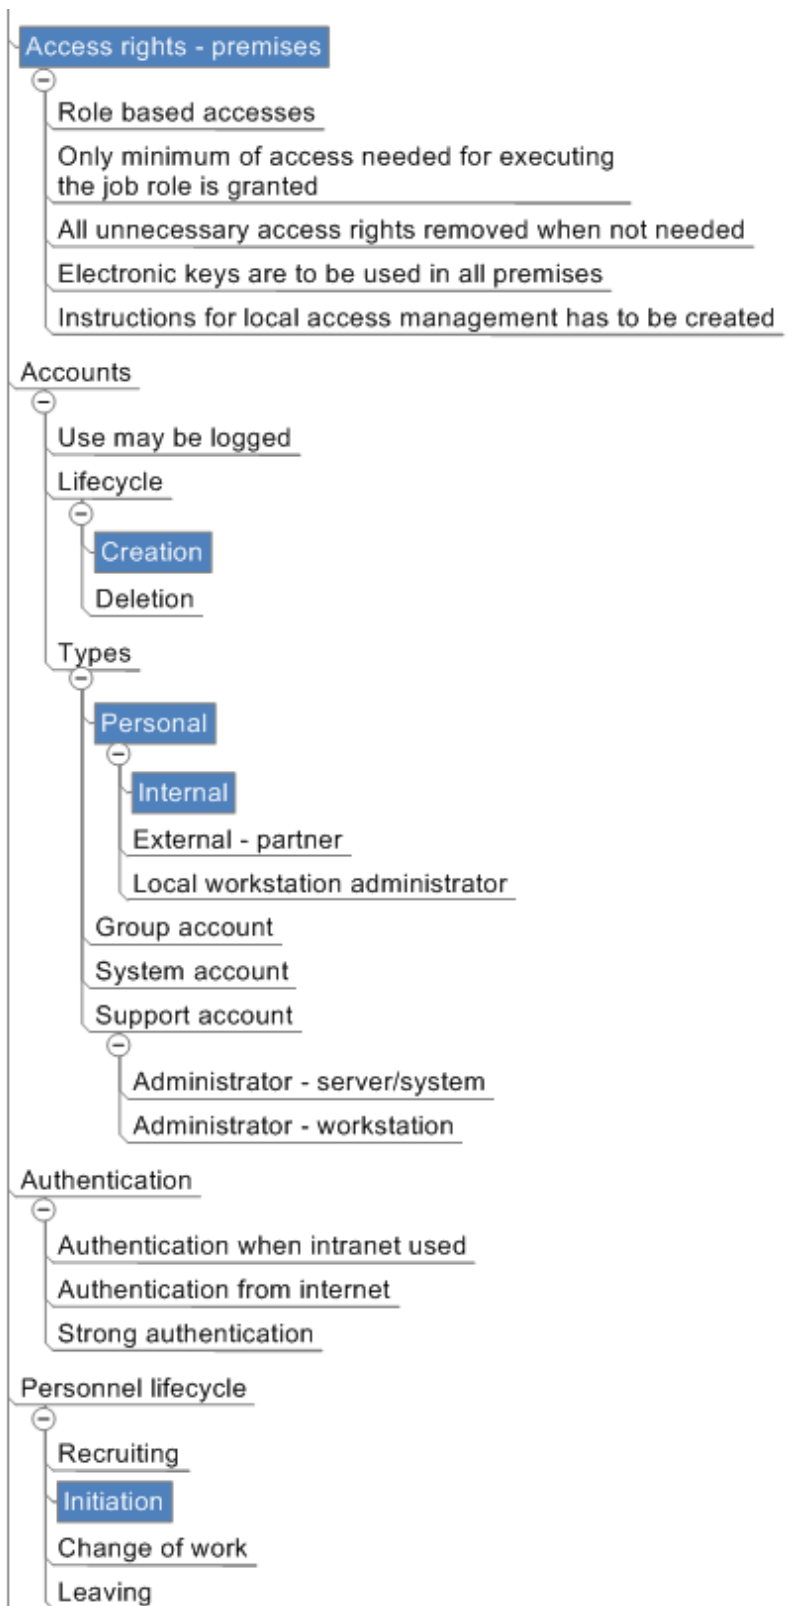 Access rights - premises
Role based accesses
Only minimum of access needed for executing
the job role is granted
All unnecessary access rights removed when not needed
Electronic keys are to be used in all premises
Instructions for local access management has to be created
Accounts
Use may be logged
Lifecycle
Creation
Deletion
Types
Personal
Internal
External - partner
Local workstation administrator
Group account
System account
Support account
Administrator - server/system
Administrator - workstation
Authentication
Authentication when intranet used
Authentication from internet
Strong authentication
Personnel lifecycle
Recruiting
Initiation
Change of work
Leaving